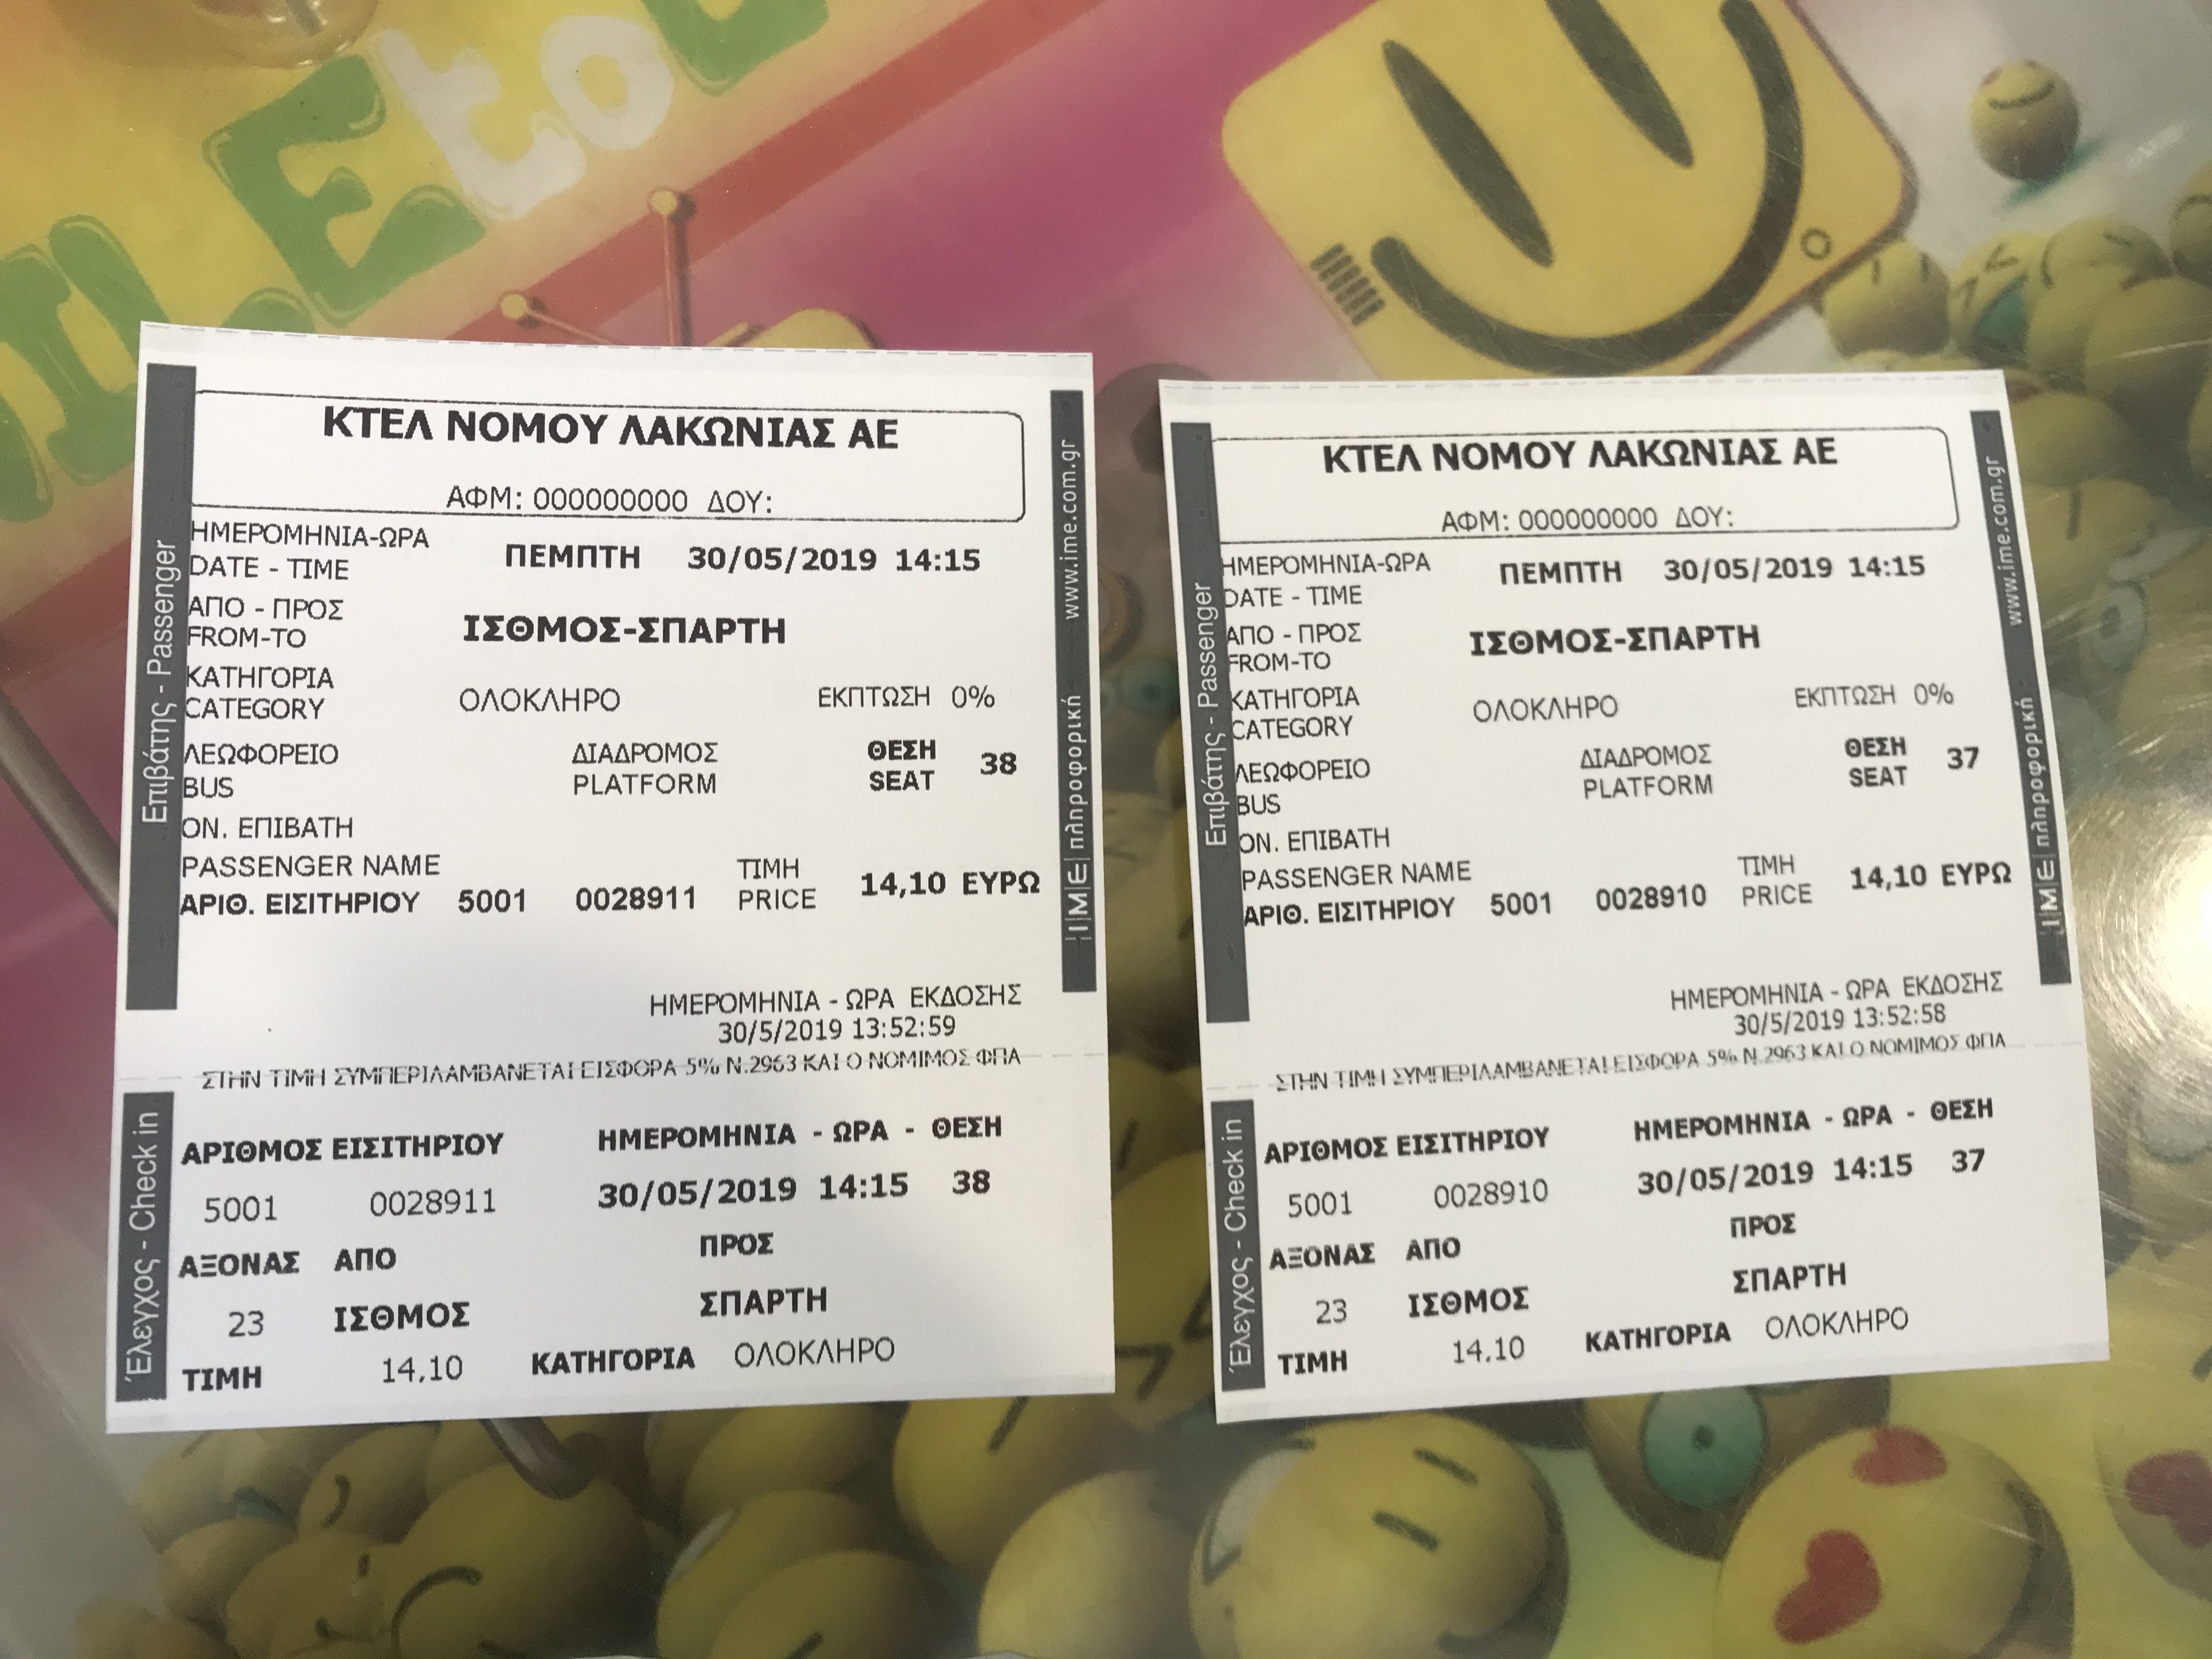 ΚΤΕΛ ΝΟΜΟΥ ΛΑΚΩΝΙΑΣ ΑΕ
ΑΦΜ: 000000000 ΔΟΥ:
ΗΜΕΡΟΜΗΝΙΑ-ΩΡΑ
DATE - TIME
ΠΕΜΠΤΗ 30/05/2019 14:15
ΑΠΟ - ΠΡΟΣ
FROM-TO
ΙΣΘΜΟΣ-ΣΠΑΡΤΗ
ΚΑΤΗΓΟΡΙΑ
CATEGORY
ΟΛΟΚΛΗΡΟ ΕΚΠΤΩΣΗ 0%
ΛΕΩΦΟΡΕΙΟ ΔΙΑΔΡΟΜΟΣ ΘΕΣΗ
BUS PLATFORM SEAT 38
ΟΝ. ΕΠΙΒΑΤΗ
PASSENGER NAME ΤΙΜΗ
ΑΡΙΘ. ΕΙΣΙΤΗΡΙΟΥ 5001 0028911 PRICE 14,10 ΕΥΡΩ
ΗΜΕΡΟΜΗΝΙΑ - ΩΡΑ ΕΚΔΟΣΗΣ
30/5/2019 13:52:59
ΣΤΗΝ ΤΙΜΗ ΣΥΜΠΕΡΙΛΑΜΒΑΝΕΤΑΙ ΕΙΣΦΟΡΑ 5% Ν.2963 ΚΑΙ Ο ΝΟΜΙΜΟΣ ΦΠΑ
ΑΡΙΘΜΟΣ ΕΙΣΙΤΗΡΙΟΥ ΗΜΕΡΟΜΗΝΙΑ - ΩΡΑ - ΘΕΣΗ
5001 0028911 30/05/2019 14:15 38
ΑΞΟΝΑΣ ΑΠΟ ΠΡΟΣ
23 ΙΣΘΜΟΣ ΣΠΑΡΤΗ
ΤΙΜΗ 14.10 ΚΑΤΗΓΟΡΙΑ ΟΛΟΚΛΗΡΟ
Επιβάτης - Passenger
Έλεγχος - Check in
IME πληροφορική www.ime.com.gr
ΚΤΕΛ ΝΟΜΟΥ ΛΑΚΩΝΙΑΣ ΑΕ
ΑΦΜ: 000000000 ΔΟΥ:
ΗΜΕΡΟΜΗΝΙΑ-ΩΡΑ
DATE - TIME
ΠΕΜΠΤΗ 30/05/2019 14:15
ΑΠΟ - ΠΡΟΣ
FROM-TO
ΙΣΘΜΟΣ-ΣΠΑΡΤΗ
ΚΑΤΗΓΟΡΙΑ
CATEGORY
ΟΛΟΚΛΗΡΟ ΕΚΠΤΩΣΗ 0%
ΛΕΩΦΟΡΕΙΟ ΔΙΑΔΡΟΜΟΣ ΘΕΣΗ
BUS PLATFORM SEAT 37
ΟΝ. ΕΠΙΒΑΤΗ
PASSENGER NAME ΤΙΜΗ
ΑΡΙΘ. ΕΙΣΙΤΗΡΙΟΥ 5001 0028910 PRICE 14,10 ΕΥΡΩ
ΗΜΕΡΟΜΗΝΙΑ - ΩΡΑ ΕΚΔΟΣΗΣ
30/5/2019 13:52:58
ΣΤΗΝ ΤΙΜΗ ΣΥΜΠΕΡΙΛΑΜΒΑΝΕΤΑΙ ΕΙΣΦΟΡΑ 5% Ν.2963 ΚΑΙ Ο ΝΟΜΙΜΟΣ ΦΠΑ
ΑΡΙΘΜΟΣ ΕΙΣΙΤΗΡΙΟΥ ΗΜΕΡΟΜΗΝΙΑ - ΩΡΑ - ΘΕΣΗ
5001 0028910 30/05/2019 14:15 37
ΑΞΟΝΑΣ ΑΠΟ ΠΡΟΣ
23 ΙΣΘΜΟΣ ΣΠΑΡΤΗ
ΤΙΜΗ 14.10 ΚΑΤΗΓΟΡΙΑ ΟΛΟΚΛΗΡΟ
Επιβάτης - Passenger
Έλεγχος - Check in
IME πληροφορική www.ime.com.gr